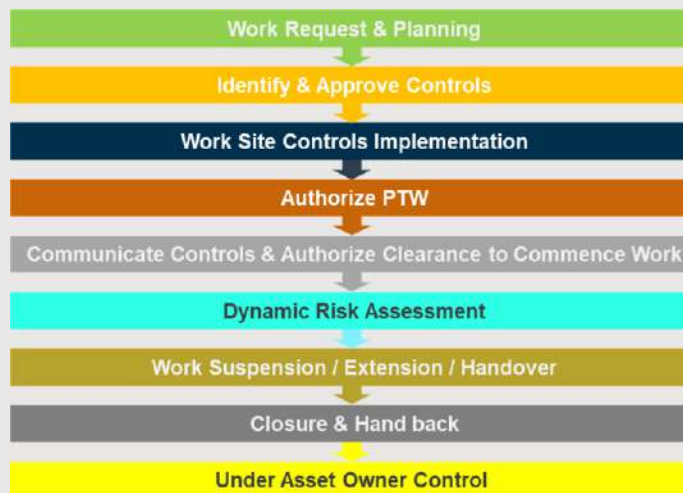 Work Request & Planning
Identify & Approve Controls
Work Site Controls Implementation
Authorize PTW
Communicate Controls & Authorize Clearance to Commence Work
Dynamic Risk Assessment
Work Suspension / Extension / Handover
Closure & Hand back
Under Asset Owner Control